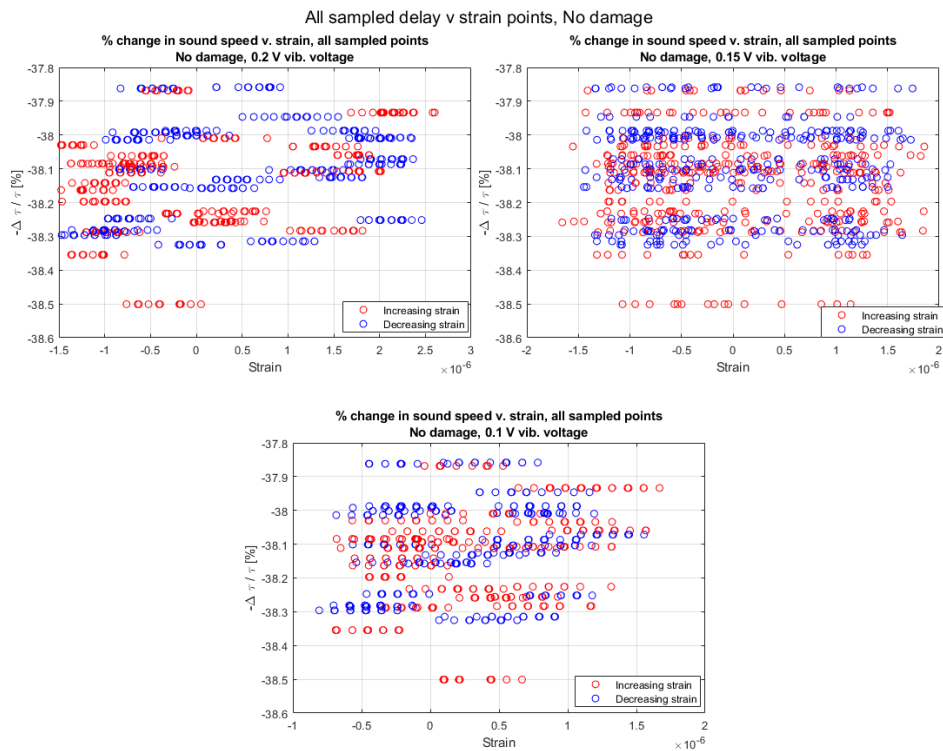 All sampled delay v strain points, No damage
% change in sound speed v. strain, all sampled points
No damage, 0.2 V vib. voltage
-37.8
-37.9
-38
-38.1
-38.2
-38.3
-38.4
-38.5
-38.6
-Δ τ / τ [%]
-1.5
-1
-0.5
0
0.5
1
1.5
2
2.5
3
Strain
×10⁻⁶
Increasing strain
Decreasing strain
% change in sound speed v. strain, all sampled points
No damage, 0.15 V vib. voltage
-37.8
-37.9
-38
-38.1
-38.2
-38.3
-38.4
-38.5
-38.6
-Δ τ / τ [%]
-2
-1.5
-1
-0.5
0
0.5
1
1.5
2
Strain
×10⁻⁶
Increasing strain
Decreasing strain
% change in sound speed v. strain, all sampled points
No damage, 0.1 V vib. voltage
-37.8
-37.9
-38
-38.1
-38.2
-38.3
-38.4
-38.5
-38.6
-Δ τ / τ [%]
-1
-0.5
0
0.5
1
1.5
2
Strain
×10⁻⁶
Increasing strain
Decreasing strain